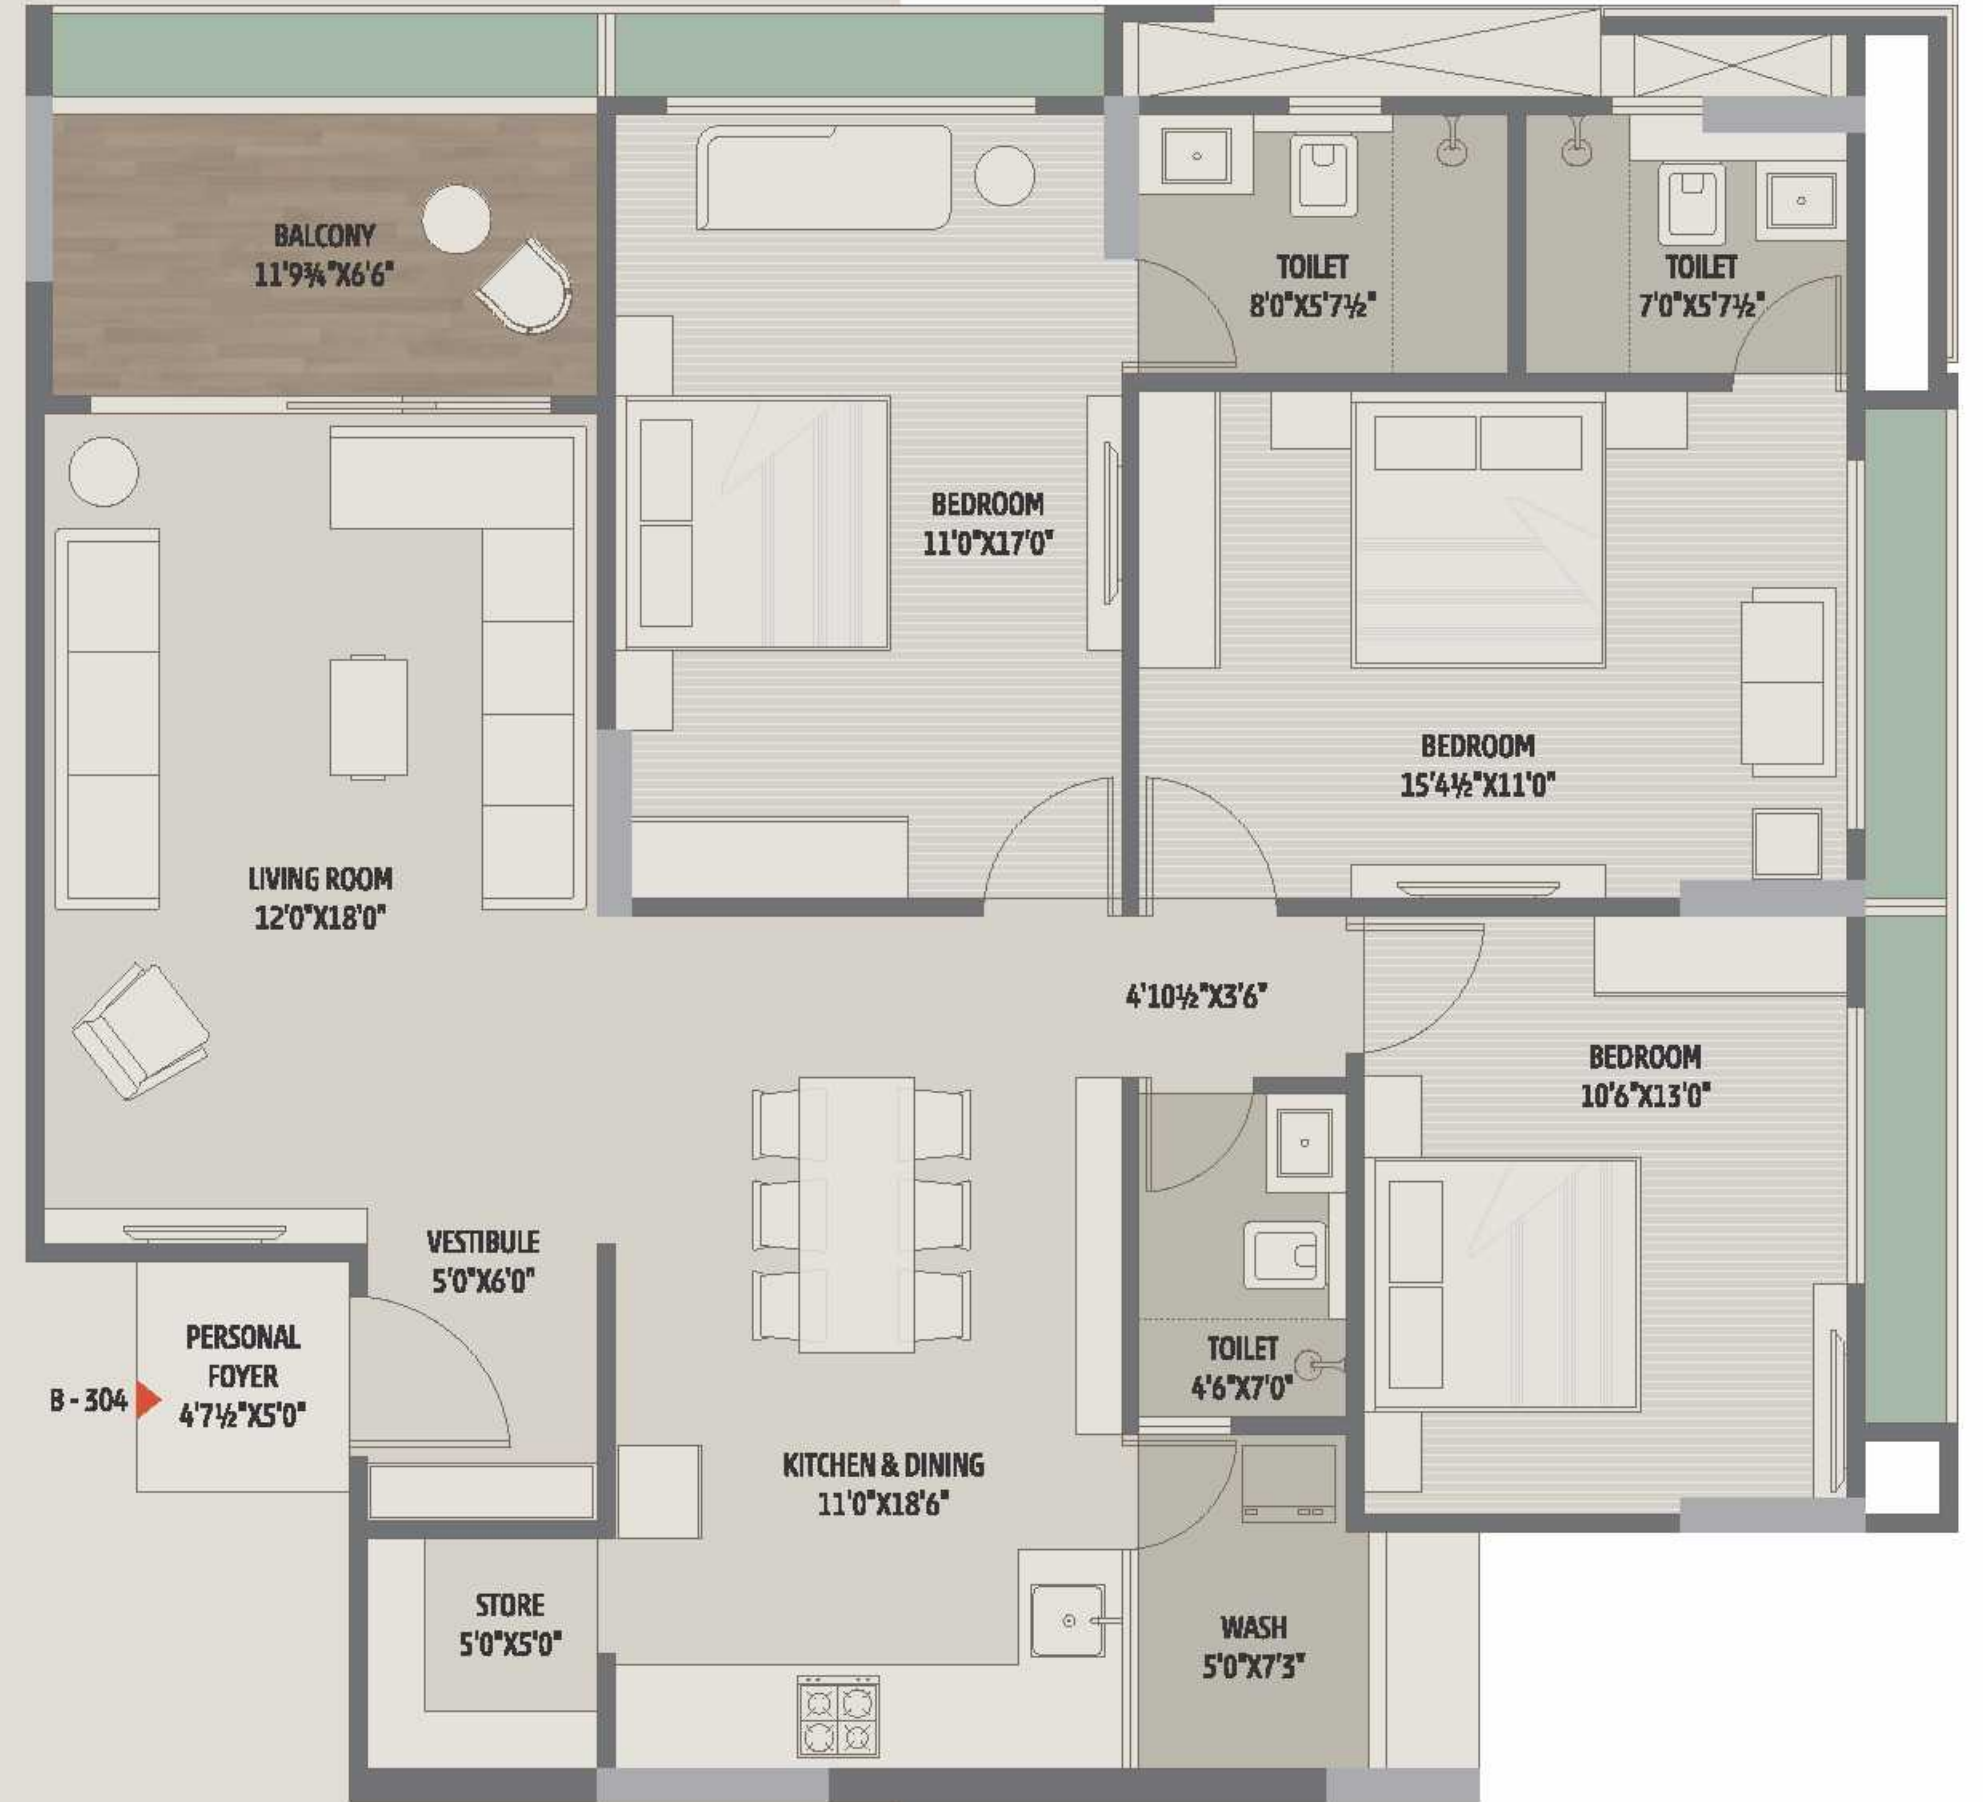 BALCONY
11'9¾"X6'6"
TOILET
8'0"X5'7½"
TOILET
7'0"X5'7½"
BEDROOM
11'0"X17'0"
BEDROOM
15'4½"X11'0"
LIVING ROOM
12'0"X18'0"
4'10½"X3'6"
BEDROOM
10'6"X13'0"
VESTIBULE
5'0"X6'0"
PERSONAL
FOYER
4'7½"X5'0"
B - 304
TOILET
4'6"X7'0"
KITCHEN & DINING
11'0"X18'6"
STORE
5'0"X5'0"
WASH
5'0"X7'3"